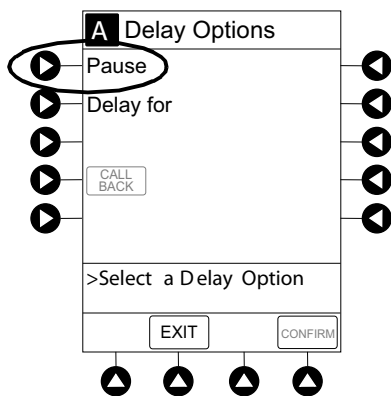 A Delay Options
Pause
Delay for
CALL
BACK
>Select a Delay Option
EXIT CONFIRM